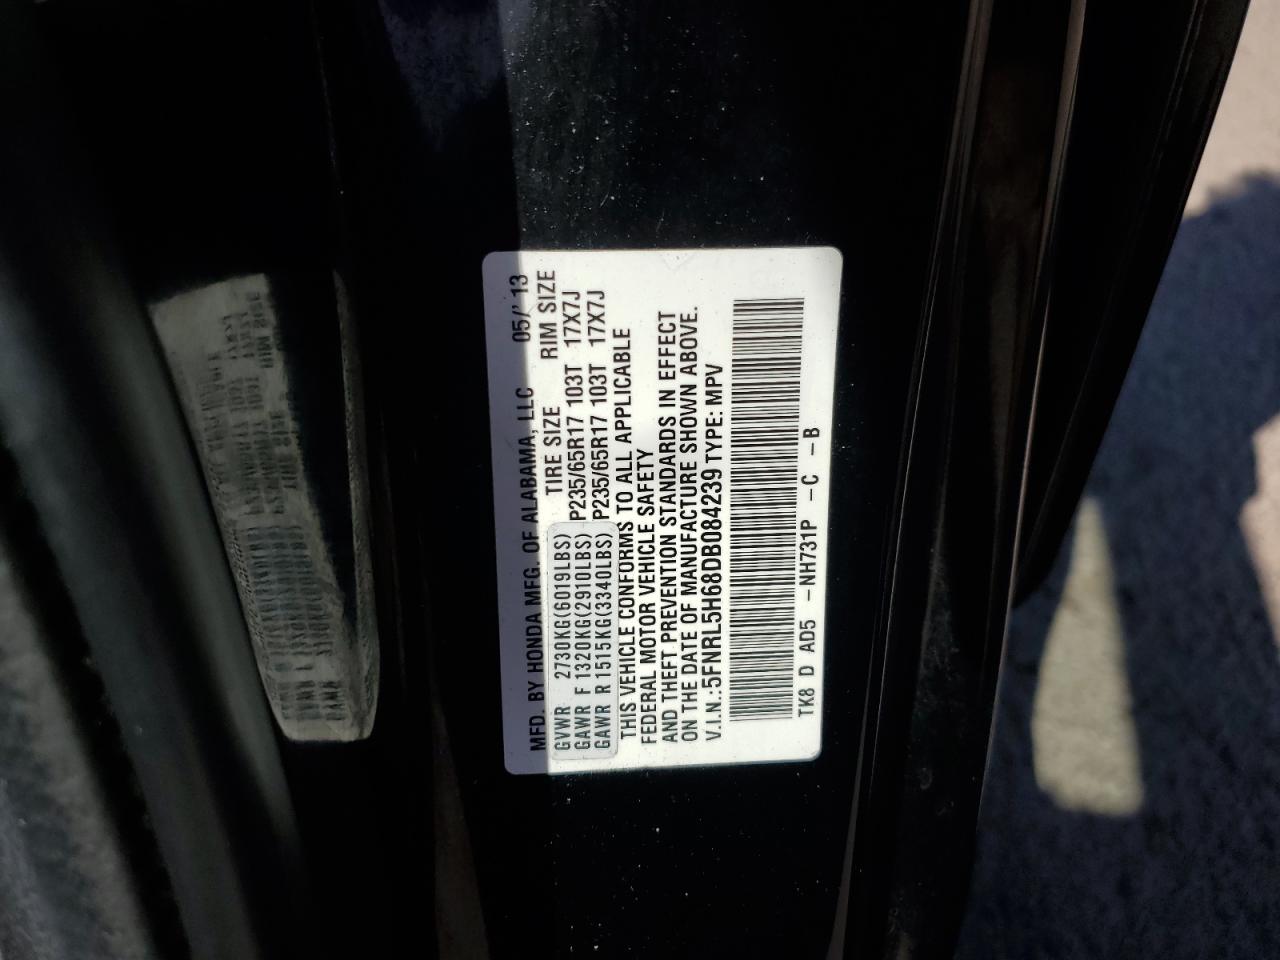 MFD. BY HONDA MFG. OF ALABAMA, LLC 05/'13
GVWR 2730KG(6019LBS) TIRE SIZE RIM SIZE
GAWR F 1320KG(2910LBS) P235/65R17 103T 17X7J
GAWR R 1515KG(3340LBS) P235/65R17 103T 17X7J
THIS VEHICLE CONFORMS TO ALL APPLICABLE
FEDERAL MOTOR VEHICLE SAFETY
AND THEFT PREVENTION STANDARDS IN EFFECT
ON THE DATE OF MANUFACTURE SHOWN ABOVE.
V.I.N.:5FNRL5H68DB084239 TYPE: MPV
TK8 D AD5 -NH731P -C -B